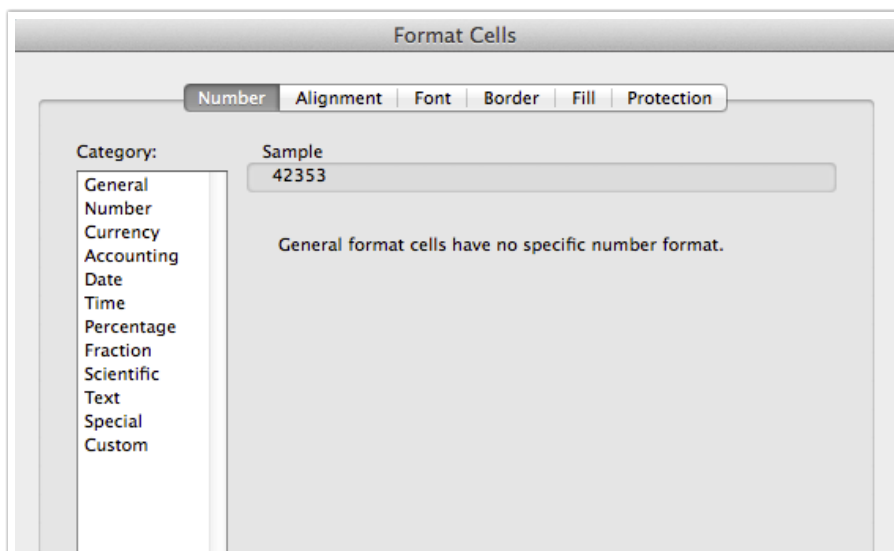 Format Cells
Number Alignment Font Border Fill Protection
Category:
General
Number
Currency
Accounting
Date
Time
Percentage
Fraction
Scientific
Text
Special
Custom
Sample
42353
General format cells have no specific number format.